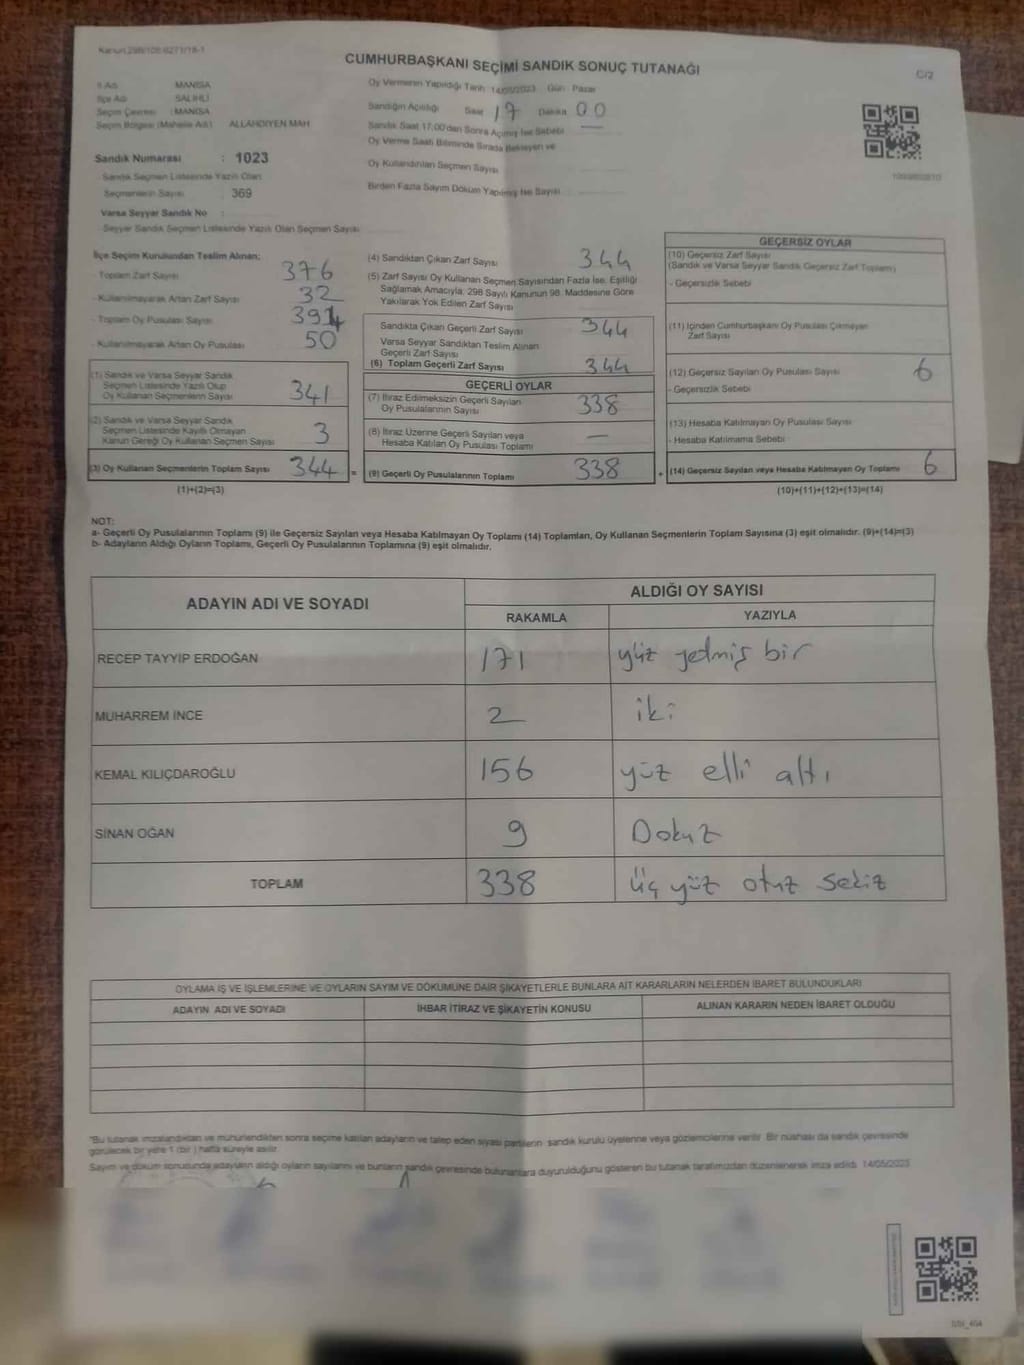 Kanun 298/105 6271/18-1
CUMHURBAŞKANI SEÇİMİ SANDIK SONUÇ TUTANAĞI
C/2
İl Adı MANİSA
İlçe Adı SALİHLİ
Seçim Çevresi : MANİSA
Seçim Bölgesi (Mahalle Adı) ALLAHDİYEN MAH
Sandık Numarası : 1023
Sandık Seçmen Listesinde Yazılı Olan
Seçmenlerin Sayısı : 369
Varsa Seyyar Sandık No
Seyyar Sandık Seçmen Listesinde Yazılı Olan Seçmen Sayısı
Oy Vermenin Yapıldığı Tarih : 14/05/2023 Gün : Pazar
Sandığın Açıldığı Saat 17 Dakika 00
Sandık Saat 17:00'dan Sonra Açılmış İse Sebebi —
Oy Verme Saati Bitiminde Sırada Bekleyen ve
Oy Kullandırılan Seçmen Sayısı
Birden Fazla Sayım Döküm Yapılmış İse Sayısı
İlçe Seçim Kurulundan Teslim Alınan;
- Toplam Zarf Sayısı 376
- Kullanılmayarak Artan Zarf Sayısı 32
- Toplam Oy Pusulası Sayısı 394
- Kullanılmayarak Artan Oy Pusulası 50
(1) Sandık ve Varsa Seyyar Sandık
Seçmen Listesinde Yazılı Olup
Oy Kullanan Seçmenlerin Sayısı 341
(2) Sandık ve Varsa Seyyar Sandık
Seçmen Listesinde Kayıtlı Olmayan
Kanun Gereği Oy Kullanan Seçmen Sayısı 3
(3) Oy Kullanan Seçmenlerin Toplam Sayısı 344 =
(1)+(2)=(3)
(4) Sandıktan Çıkan Zarf Sayısı 344
(5) Zarf Sayısı Oy Kullanan Seçmen Sayısından Fazla İse, Eşitliği
Sağlamak Amacıyla, 298 Sayılı Kanunun 98. Maddesine Göre
Yakılarak Yok Edilen Zarf Sayısı
Sandıkta Çıkan Geçerli Zarf Sayısı 344
Varsa Seyyar Sandıktan Teslim Alınan
Geçerli Zarf Sayısı
(6) Toplam Geçerli Zarf Sayısı 344
GEÇERLİ OYLAR
(7) İtiraz Edilmeksizin Geçerli Sayılan
Oy Pusulalarının Sayısı 338
(8) İtiraz Üzerine Geçerli Sayılan veya
Hesaba Katılan Oy Pusulası Toplamı —
(9) Geçerli Oy Pusulalarının Toplamı 338 +
GEÇERSİZ OYLAR
(10) Geçersiz Zarf Sayısı
(Sandık ve Varsa Seyyar Sandık Geçersiz Zarf Toplamı)
- Geçersizlik Sebebi
(11) İçinden Cumhurbaşkanı Oy Pusulası Çıkmayan
Zarf Sayısı
(12) Geçersiz Sayılan Oy Pusulası Sayısı 6
- Geçersizlik Sebebi
(13) Hesaba Katılmayan Oy Pusulası Sayısı
- Hesaba Katılmama Sebebi
(14) Geçersiz Sayılan veya Hesaba Katılmayan Oy Toplamı 6
(10)+(11)+(12)+(13)=(14)
NOT:
a- Geçerli Oy Pusulalarının Toplamı (9) ile Geçersiz Sayılan veya Hesaba Katılmayan Oy Toplamı (14) Toplamları, Oy Kullanan Seçmenlerin Toplam Sayısına (3) eşit olmalıdır. (9)+(14)=(3)
b- Adayların Aldığı Oyların Toplamı, Geçerli Oy Pusulalarının Toplamına (9) eşit olmalıdır.
ADAYIN ADI VE SOYADI
ALDIĞI OY SAYISI
RAKAMLA YAZIYLA
RECEP TAYYİP ERDOĞAN 171 yüz yetmiş bir
MUHARREM İNCE 2 iki
KEMAL KILIÇDAROĞLU 156 yüz elli altı
SİNAN OĞAN 9 Dokuz
TOPLAM 338 üç yüz otuz sekiz
OYLAMA İŞ VE İŞLEMLERİNE VE OYLARIN SAYIM VE DÖKÜMÜNE DAİR ŞİKAYETLERLE BUNLARA AİT KARARLARIN NELERDEN İBARET BULUNDUKLARI
ADAYIN ADI VE SOYADI İHBAR İTİRAZ VE ŞİKAYETİN KONUSU ALINAN KARARIN NEDEN İBARET OLDUĞU
*Bu tutanak imzalandıktan ve mühürlendikten sonra seçime katılan adayların ve talep eden siyasi partilerin sandık kurulu üyelerine veya gözlemcilerine verilir. Bir nüshası da sandık çevresinde
görülecek bir yere 1 (bir ) hafta süreyle asılır.
Sayım ve döküm sonucunda adayların aldığı oyların sayılarını ve bunların sandık çevresinde bulunanlara duyurulduğunu gösteren bu tutanak tarafımızdan düzenlenerek imza edildi. 14/05/2023